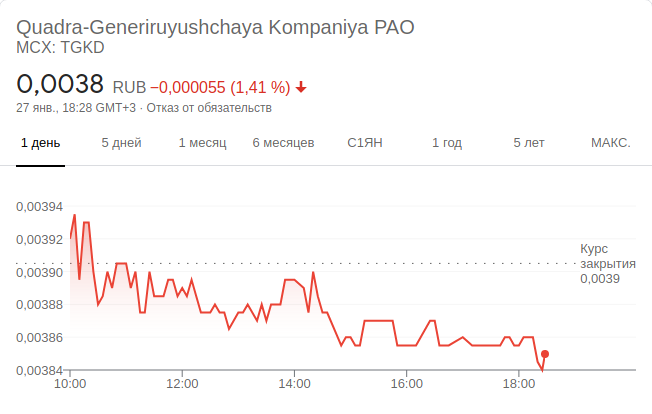 Quadra-Generiruyushchaya Kompaniya PAO
MCX: TGKD
0,0038 RUB −0,000055 (1,41 %)
27 янв., 18:28 GMT+3 · Отказ от обязательств
1 день 5 дней 1 месяц 6 месяцев С1ЯН 1 год 5 лет МАКС.
0,00394
0,00392
Курс
закрытия
0,0039
0,00390
0,00388
0,00386
0,00384
10:00 12:00 14:00 16:00 18:00